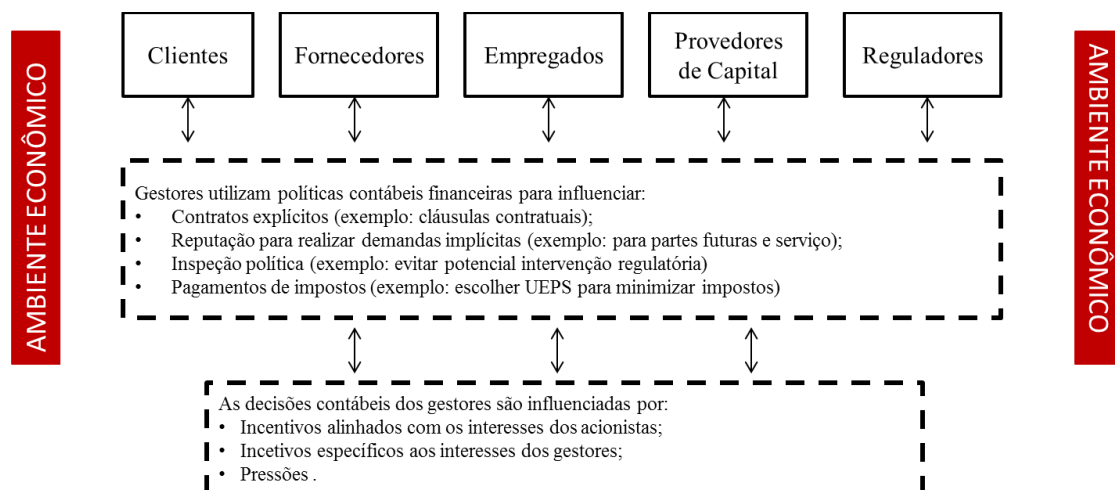 AMBIENTE ECONÔMICO
Clientes
Fornecedores
Empregados
Provedores
de Capital
Reguladores
AMBIENTE ECONÔMICO
Gestores utilizam políticas contábeis financeiras para influenciar:
• Contratos explícitos (exemplo: cláusulas contratuais);
• Reputação para realizar demandas implícitas (exemplo: para partes futuras e serviço);
• Inspeção política (exemplo: evitar potencial intervenção regulatória)
• Pagamentos de impostos (exemplo: escolher UEPS para minimizar impostos)
As decisões contábeis dos gestores são influenciadas por:
• Incentivos alinhados com os interesses dos acionistas;
• Incetivos específicos aos interesses dos gestores;
• Pressões .